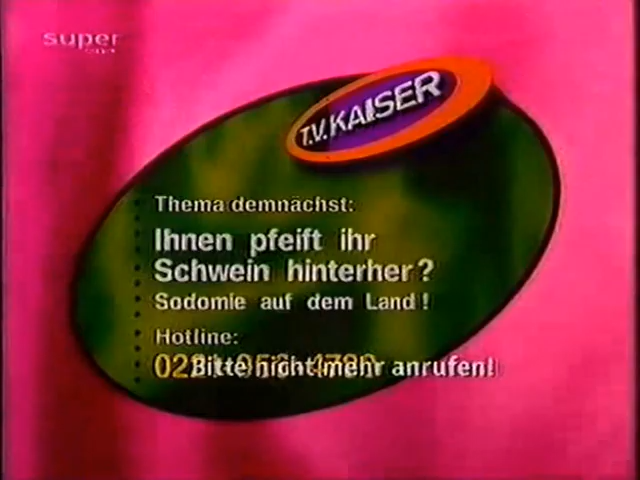 super
T.V. KAISER
Thema demnächst:
Ihnen pfeift ihr
Schwein hinterher?
Sodomie auf dem Land!
Hotline:
Bitte nicht mehr anrufen!